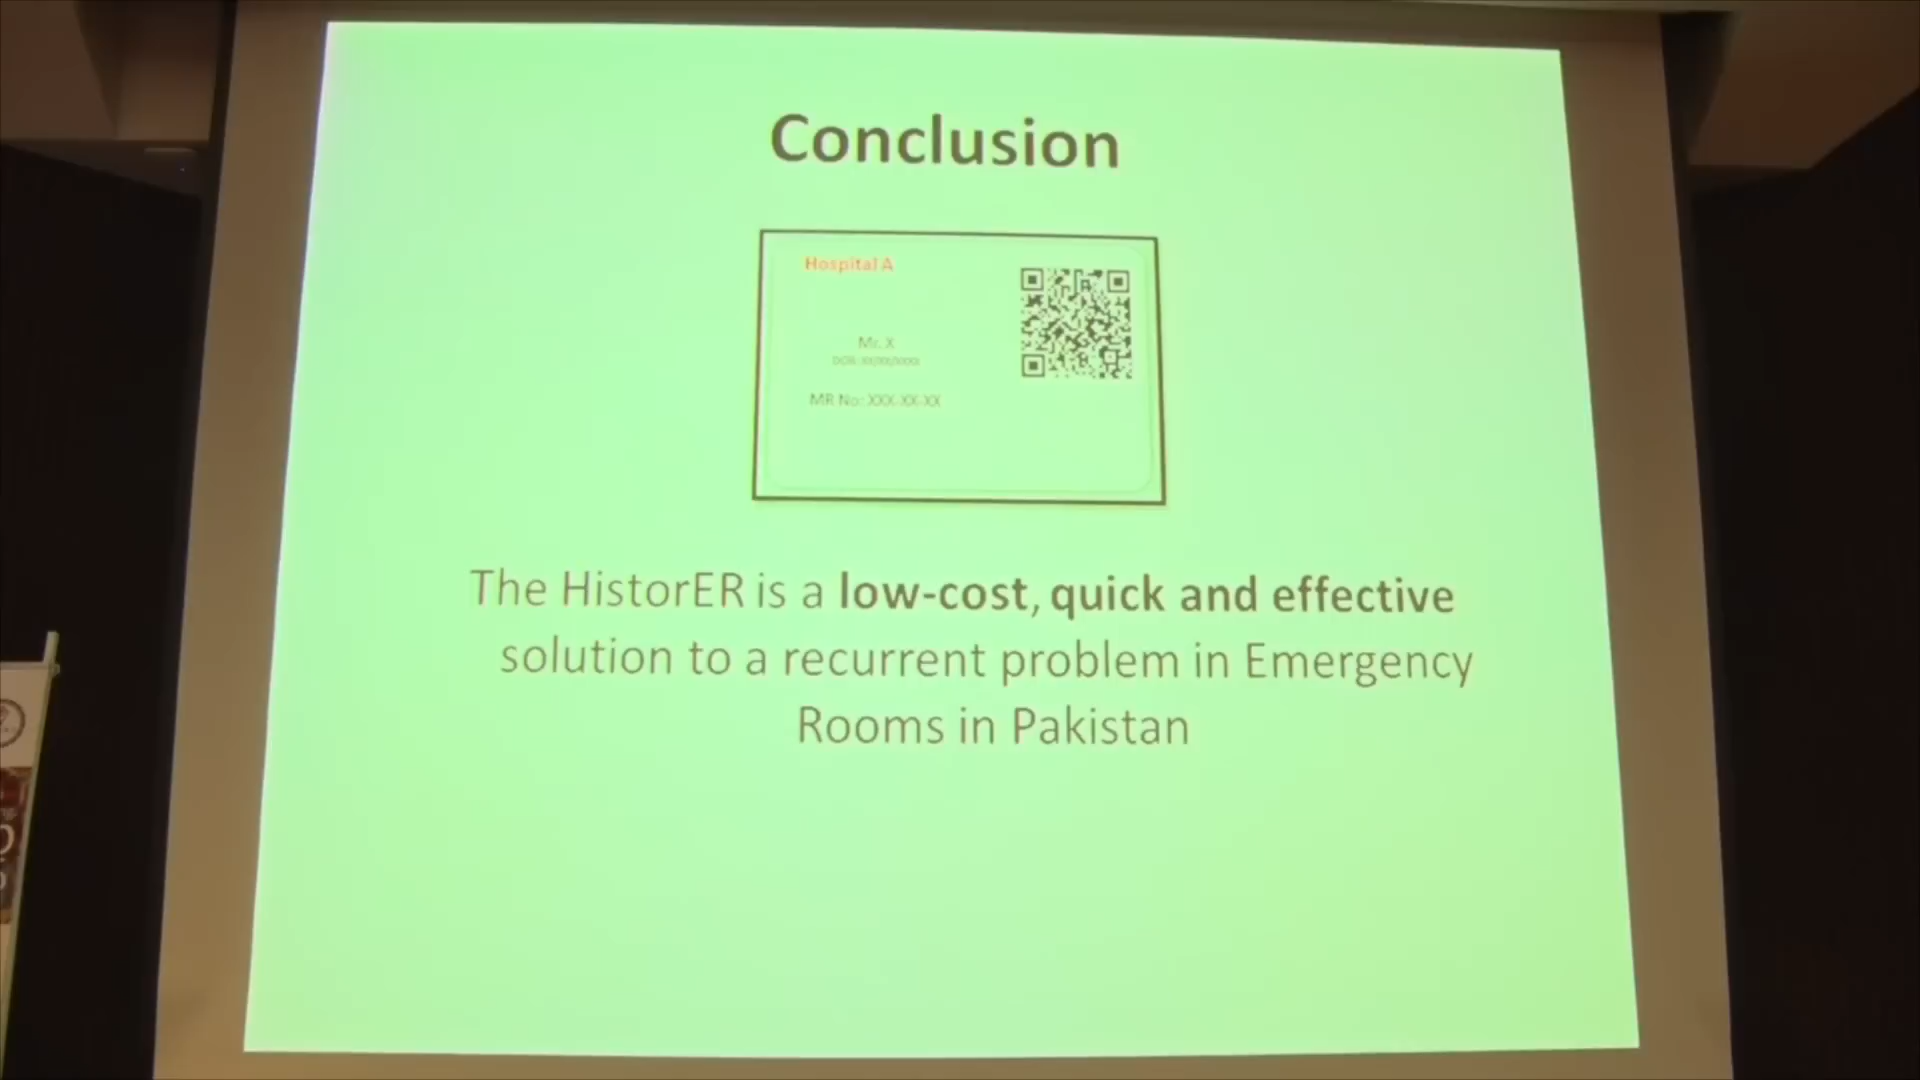 Conclusion
Hospital A
Mr. X
MR No: XXX-XX-XX
The HistorER is a low-cost, quick and effective
solution to a recurrent problem in Emergency
Rooms in Pakistan